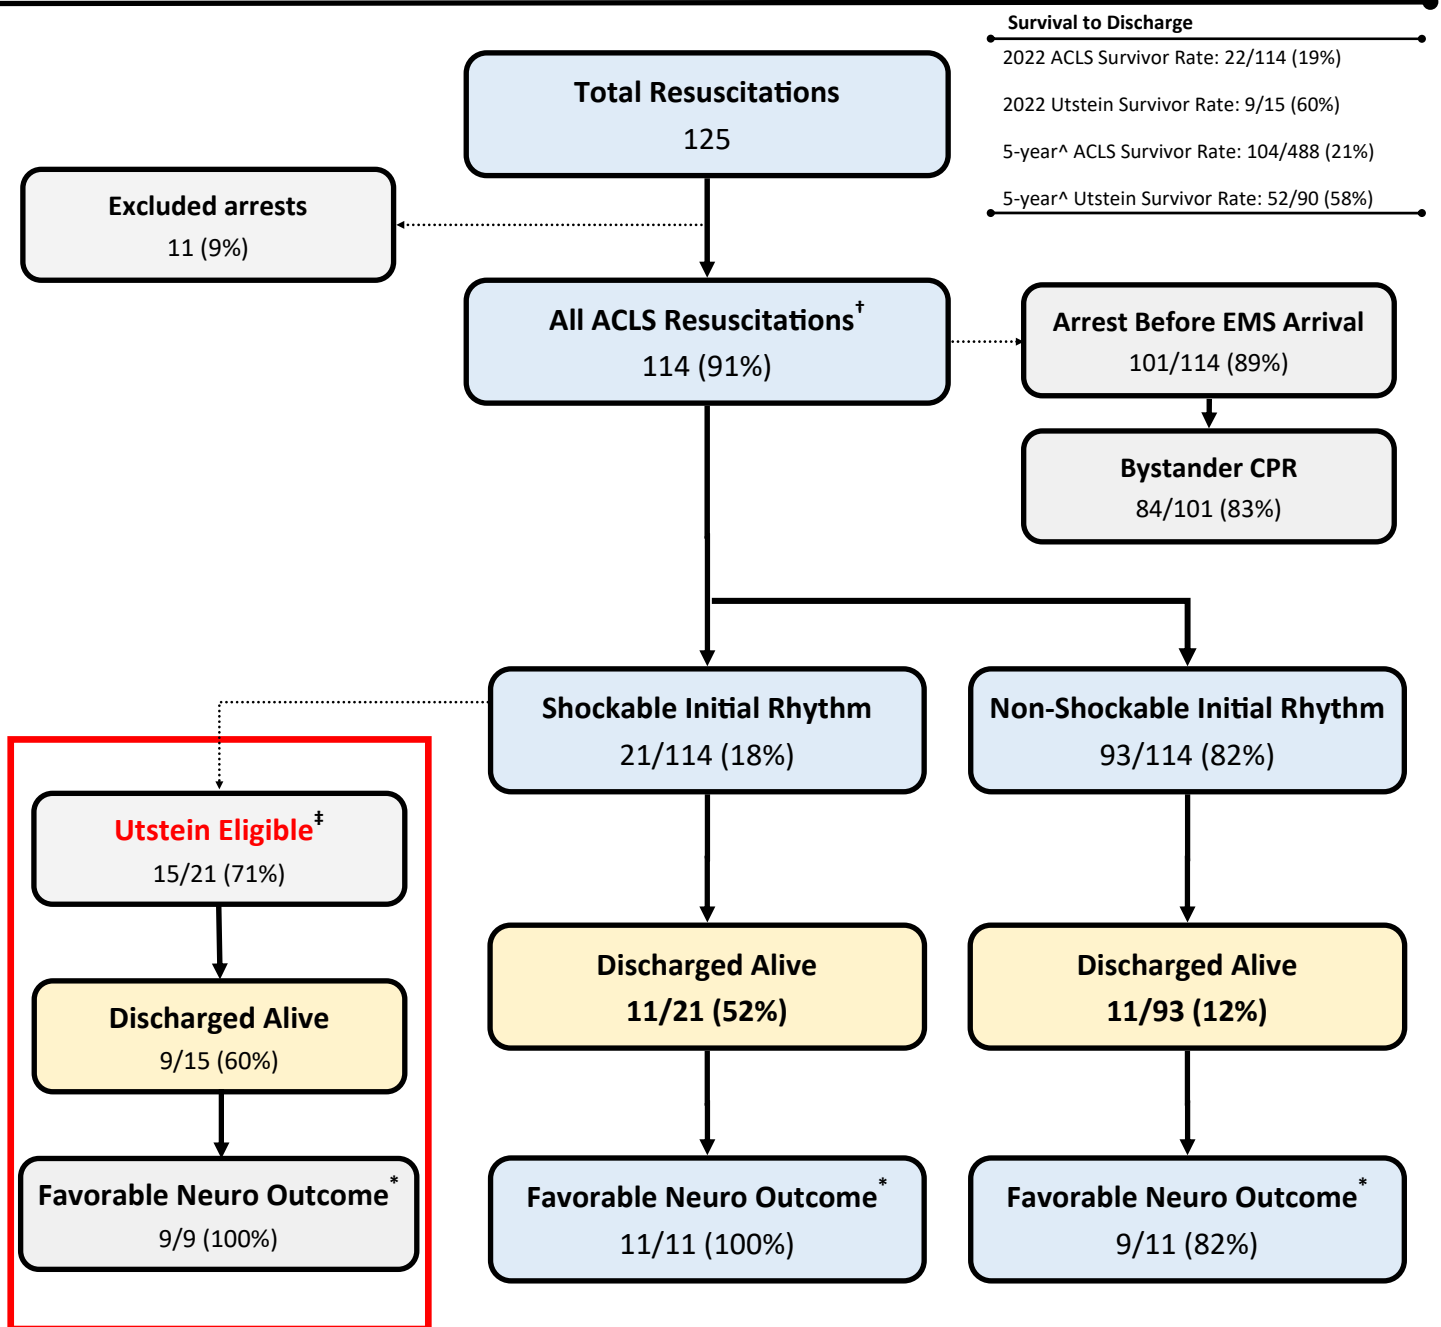 Survival to Discharge
2022 ACLS Survivor Rate: 22/114 (19%)
2022 Utstein Survivor Rate: 9/15 (60%)
5-year^ ACLS Survivor Rate: 104/488 (21%)
5-year^ Utstein Survivor Rate: 52/90 (58%)
Total Resuscitations
125
Excluded arrests
11 (9%)
All ACLS Resuscitations†
114 (91%)
Arrest Before EMS Arrival
101/114 (89%)
Bystander CPR
84/101 (83%)
Shockable Initial Rhythm
21/114 (18%)
Non-Shockable Initial Rhythm
93/114 (82%)
Utstein Eligible‡
15/21 (71%)
Discharged Alive
9/15 (60%)
Favorable Neuro Outcome*
9/9 (100%)
Discharged Alive
11/21 (52%)
Favorable Neuro Outcome*
11/11 (100%)
Discharged Alive
11/93 (12%)
Favorable Neuro Outcome*
9/11 (82%)